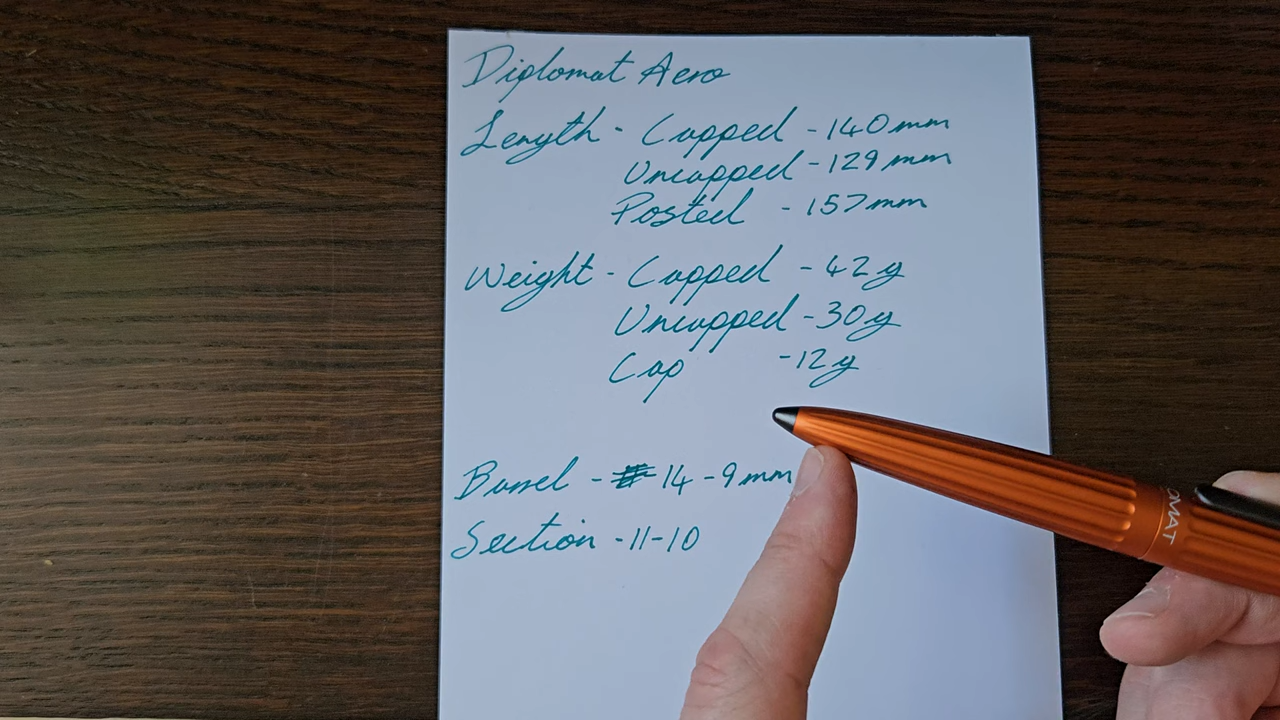 Diplomat Aero
Length - Capped - 140mm
Uncapped - 129mm
Posted - 157mm
Weight - Capped - 42g
Uncapped - 30g
Cap - 12g
Barrel - 14 - 9mm
Section - 11-10
OMAT